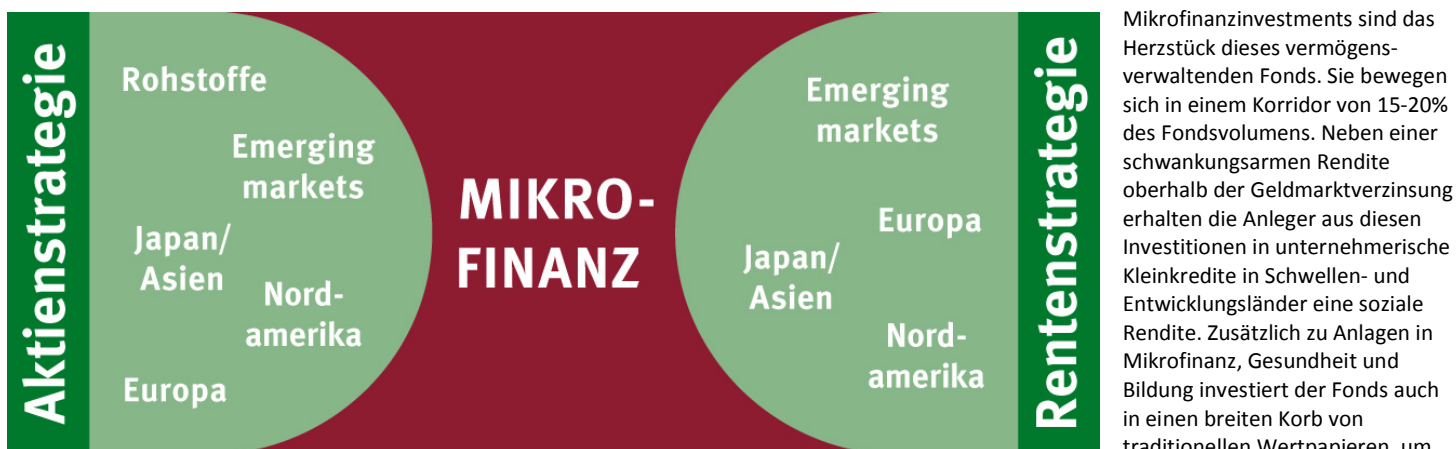 Aktienstrategie
Rohstoffe
Emerging
markets
Japan/
Asien
Nord-
amerika
Europa
MIKRO-
FINANZ
Emerging
markets
Europa
Japan/
Asien
Nord-
amerika
Rentenstrategie
Mikrofinanzinvestments sind das
Herzstück dieses vermögens-
verwaltenden Fonds. Sie bewegen
sich in einem Korridor von 15-20%
des Fondsvolumens. Neben einer
schwankungsarmen Rendite
oberhalb der Geldmarktverzinsung
erhalten die Anleger aus diesen
Investitionen in unternehmerische
Kleinkredite in Schwellen- und
Entwicklungsländer eine soziale
Rendite. Zusätzlich zu Anlagen in
Mikrofinanz, Gesundheit und
Bildung investiert der Fonds auch
in einen breiten Korb von
traditionellen Wertpapieren, um